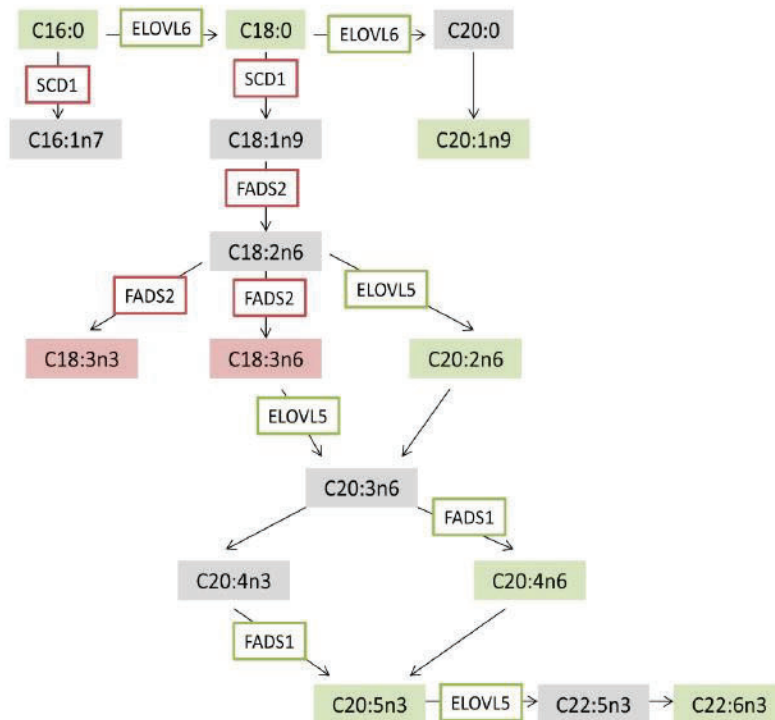 C16:0 ELOVL6 C18:0 ELOVL6 C20:0
SCD1 SCD1
C16:1n7 C18:1n9 C20:1n9
FADS2
C18:2n6
FADS2 FADS2 ELOVL5
C18:3n3 C18:3n6 C20:2n6
ELOVL5
C20:3n6
FADS1
C20:4n3 C20:4n6
FADS1
C20:5n3 ELOVL5 C22:5n3 C22:6n3